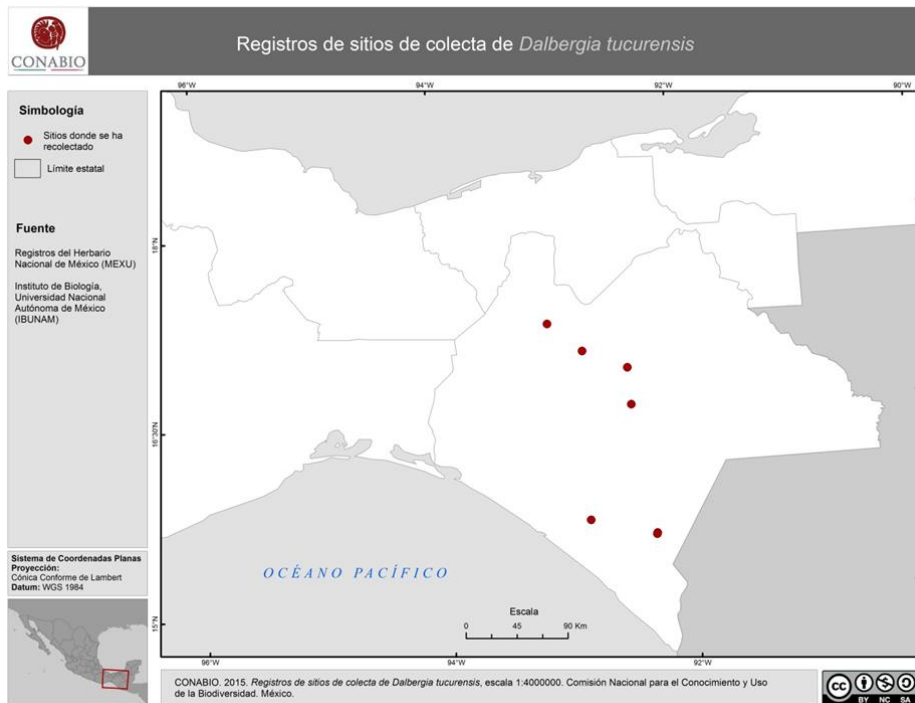 CONABIO
Registros de sitios de colecta de Dalbergia tucurensis
96°W
94°W
92°W
90°W
Simbología
Sitios donde se ha
recolectado
Límite estatal
Fuente
Registros del Herbario
Nacional de México (MEXU)
Instituto de Biología,
Universidad Nacional
Autónoma de México
(IBUNAM)
18°N
16°30'N
15°N
Sistema de Coordenadas Planas
Proyección:
Cónica Conforme de Lambert
Datum: WGS 1984
OCÉANO PACÍFICO
Escala
0 45 90 Km
96°W
94°W
92°W
CONABIO. 2015. Registros de sitios de colecta de Dalbergia tucurensis, escala 1:4000000. Comisión Nacional para el Conocimiento y Uso
de la Biodiversidad. México.
cc
BY NC SA